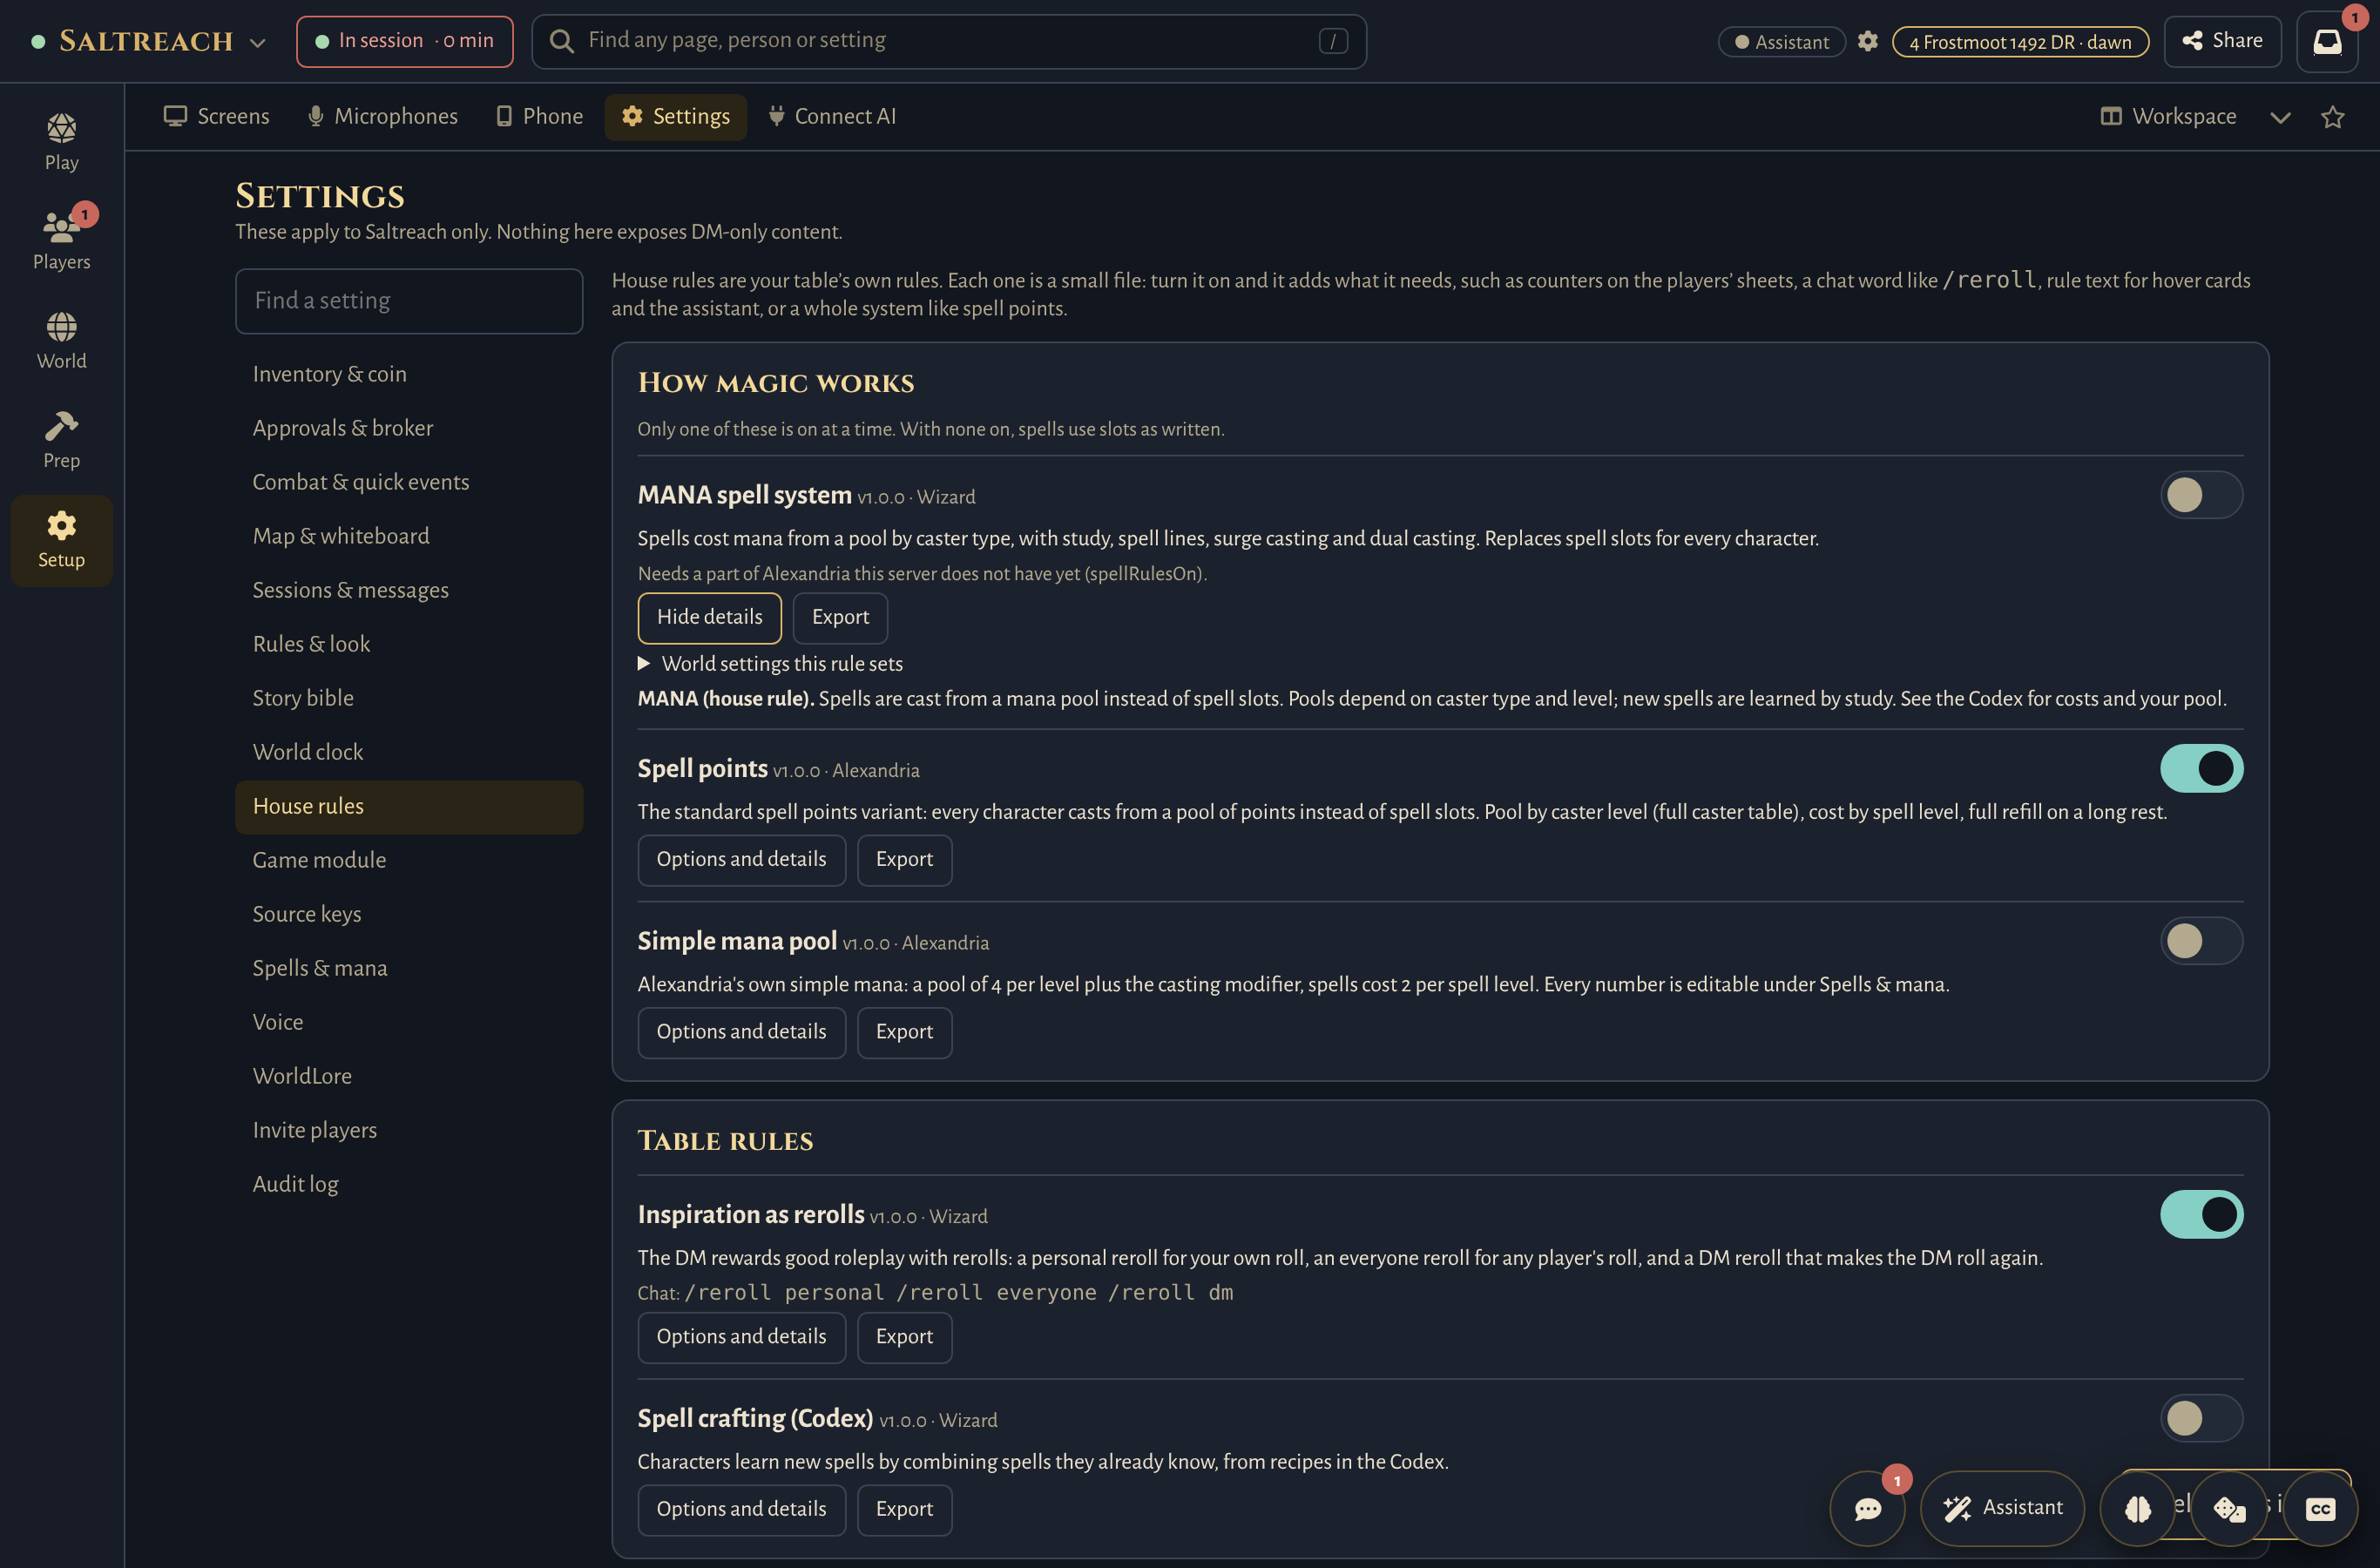 SALTREACH
In session · 0 min
Find any page, person or setting
/
Assistant
4 Frostmoot 1492 DR · dawn
Share
1
Screens
Microphones
Phone
Settings
Connect AI
Workspace
Play
1
Players
World
Prep
Setup
SETTINGS
These apply to Saltreach only. Nothing here exposes DM-only content.
Find a setting
Inventory & coin
Approvals & broker
Combat & quick events
Map & whiteboard
Sessions & messages
Rules & look
Story bible
World clock
House rules
Game module
Source keys
Spells & mana
Voice
WorldLore
Invite players
Audit log
House rules are your table’s own rules. Each one is a small file: turn it on and it adds what it needs, such as counters on the players’ sheets, a chat word like /reroll, rule text for hover cards
and the assistant, or a whole system like spell points.
HOW MAGIC WORKS
Only one of these is on at a time. With none on, spells use slots as written.
MANA spell system v1.0.0 · Wizard
Spells cost mana from a pool by caster type, with study, spell lines, surge casting and dual casting. Replaces spell slots for every character.
Needs a part of Alexandria this server does not have yet (spellRulesOn).
Hide details
Export
World settings this rule sets
MANA (house rule). Spells are cast from a mana pool instead of spell slots. Pools depend on caster type and level; new spells are learned by study. See the Codex for costs and your pool.
Spell points v1.0.0 · Alexandria
The standard spell points variant: every character casts from a pool of points instead of spell slots. Pool by caster level (full caster table), cost by spell level, full refill on a long rest.
Options and details
Export
Simple mana pool v1.0.0 · Alexandria
Alexandria's own simple mana: a pool of 4 per level plus the casting modifier, spells cost 2 per spell level. Every number is editable under Spells & mana.
Options and details
Export
TABLE RULES
Inspiration as rerolls v1.0.0 · Wizard
The DM rewards good roleplay with rerolls: a personal reroll for your own roll, an everyone reroll for any player's roll, and a DM reroll that makes the DM roll again.
Chat: /reroll personal /reroll everyone /reroll dm
Options and details
Export
Spell crafting (Codex) v1.0.0 · Wizard
Characters learn new spells by combining spells they already know, from recipes in the Codex.
Options and details
Export
1
Assistant
CC